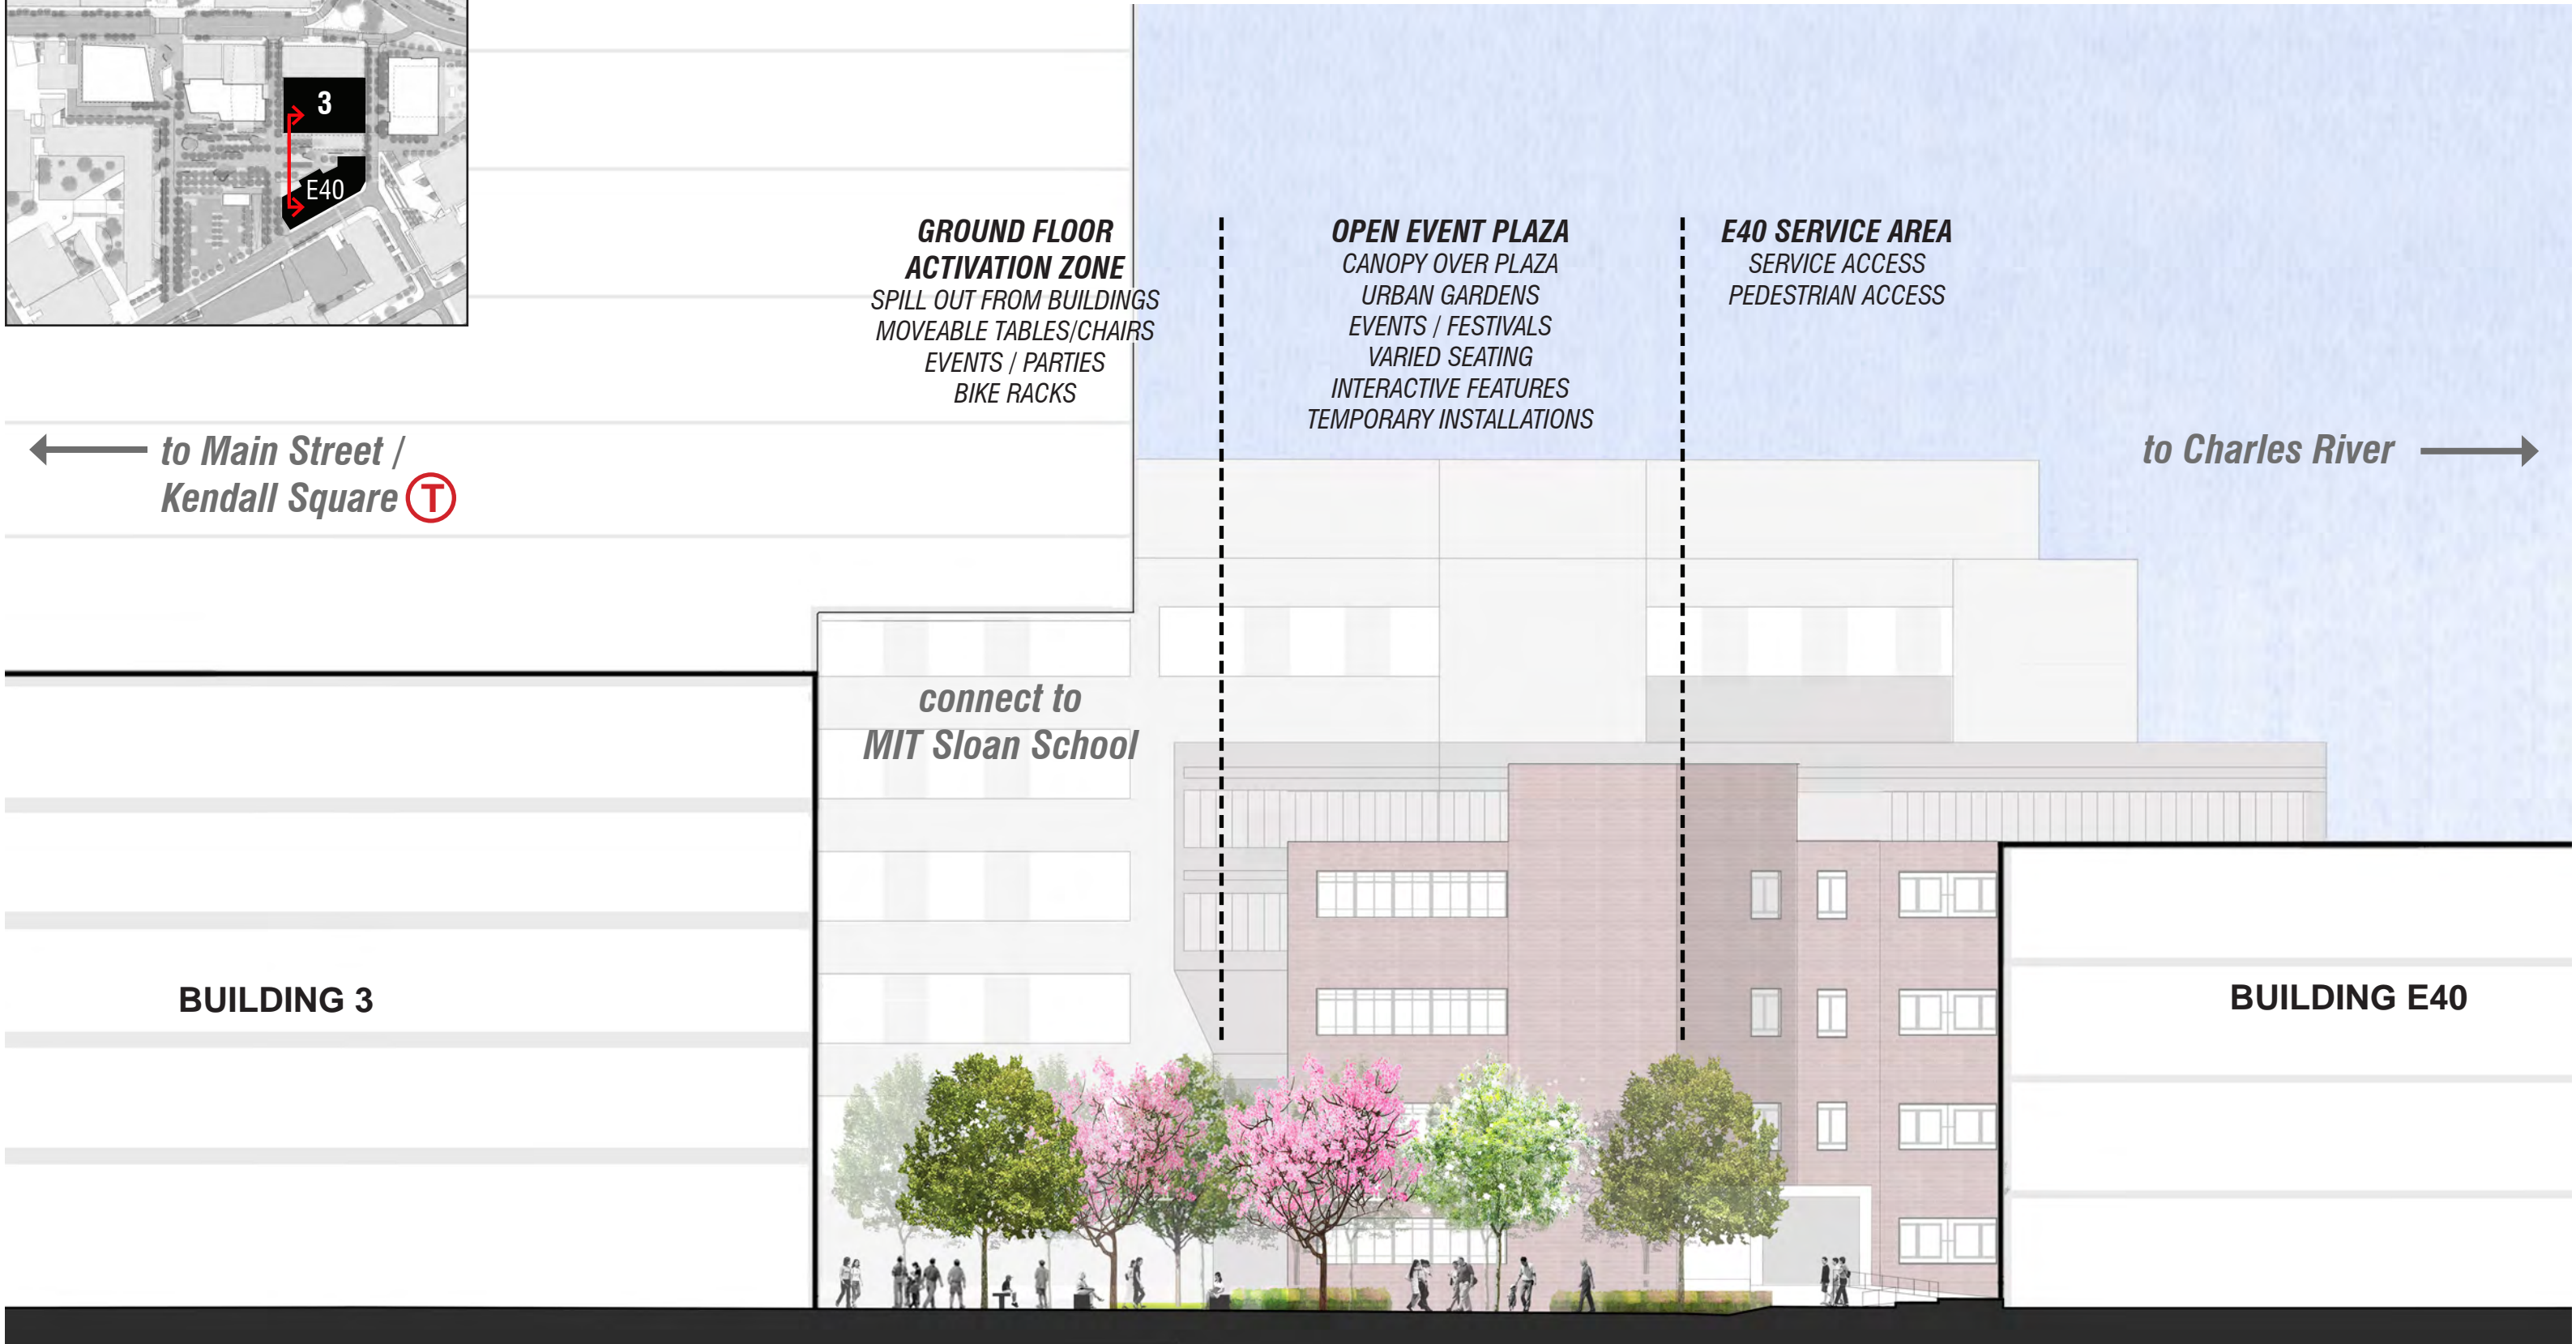 3
E40
GROUND FLOOR
ACTIVATION ZONE
SPILL OUT FROM BUILDINGS
MOVEABLE TABLES/CHAIRS
EVENTS / PARTIES
BIKE RACKS
OPEN EVENT PLAZA
CANOPY OVER PLAZA
URBAN GARDENS
EVENTS / FESTIVALS
VARIED SEATING
INTERACTIVE FEATURES
TEMPORARY INSTALLATIONS
E40 SERVICE AREA
SERVICE ACCESS
PEDESTRIAN ACCESS
to Main Street /
Kendall Square T
to Charles River
connect to
MIT Sloan School
BUILDING 3
BUILDING E40